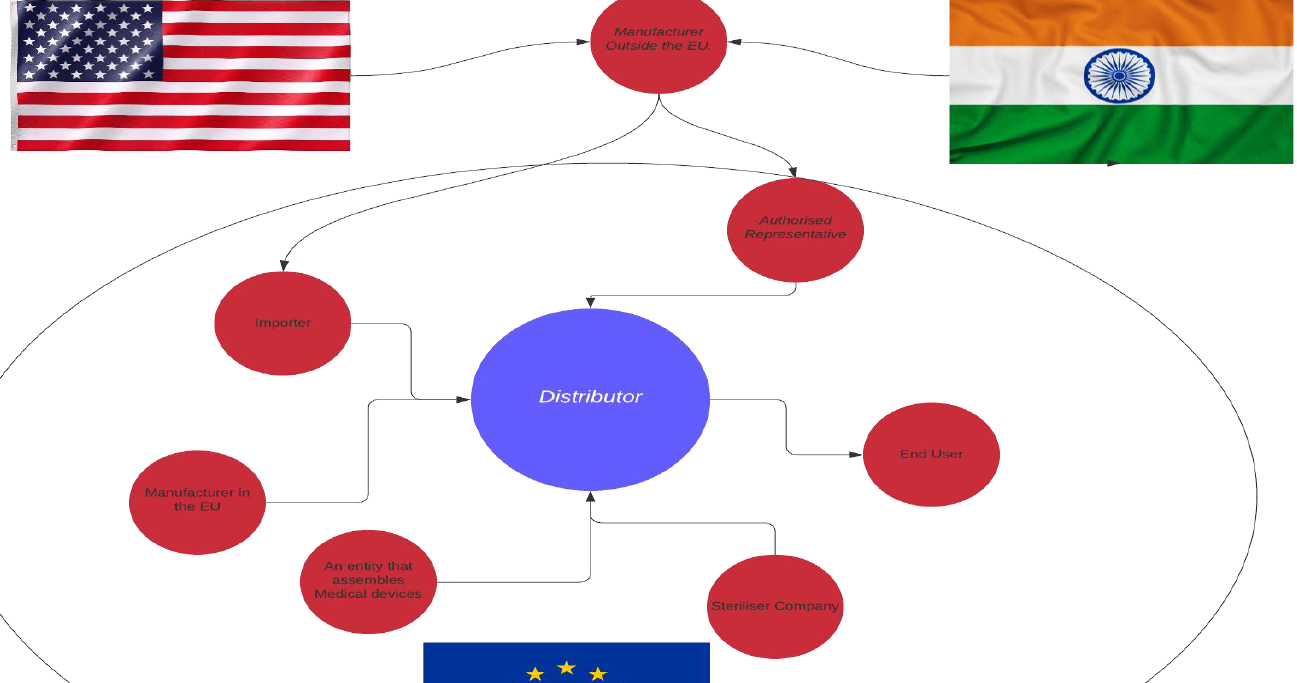 Manufacturer
Outside the EU.
Authorised
Representative
Importer
Distributor
End User
Manufacturer in
the EU
An entity that
assembles
Medical devices
Steriliser Company